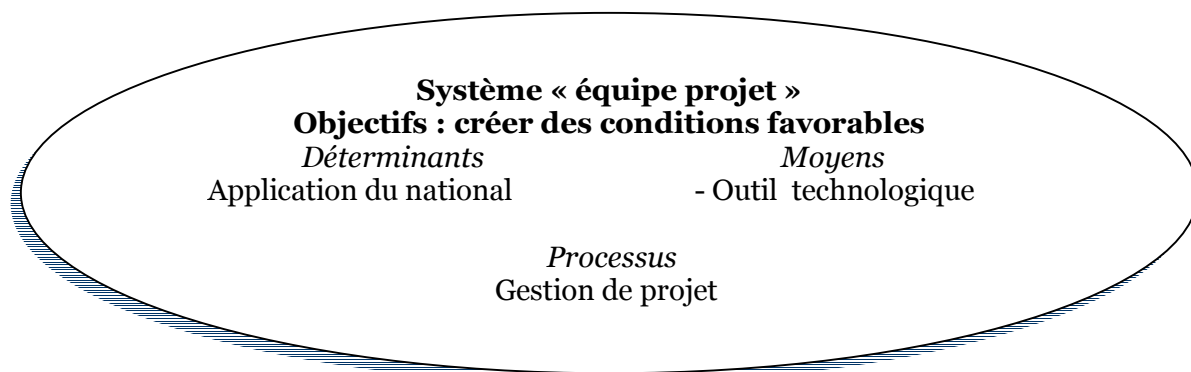 Système « équipe projet »
Objectifs : créer des conditions favorables
Déterminants Moyens
Application du national - Outil technologique
Processus
Gestion de projet